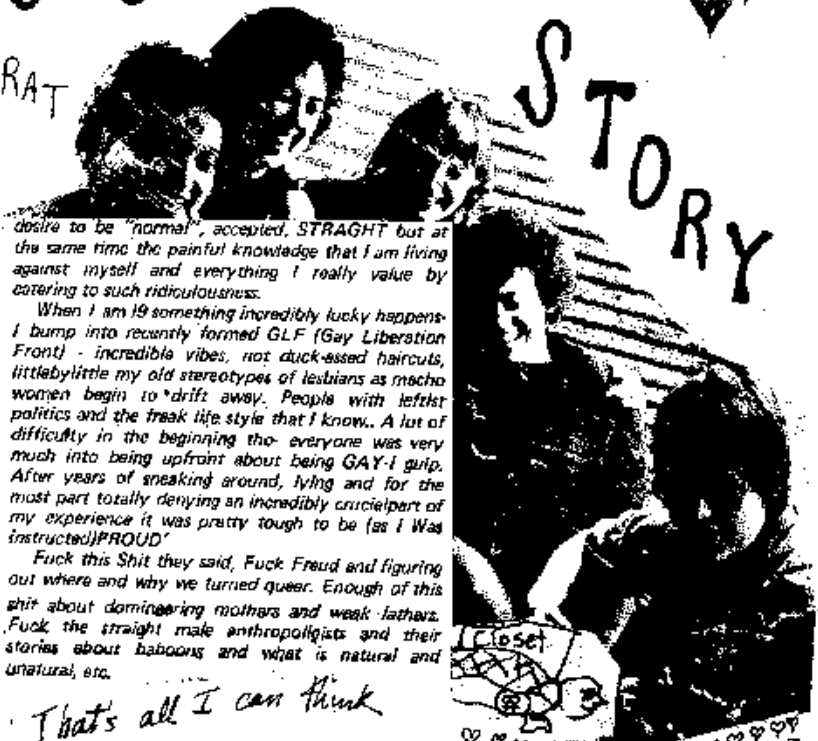 RAT
STORY
desire to be "normal", accepted, STRAGHT but at
the same time the painful knowledge that I am living
against myself and everything I really value by
catering to such ridiculousness.
When I am 19 something incredibly lucky happens-
I bump into recently formed GLF (Gay Liberation
Front) - incredible vibes, not duck-assed haircuts,
littlebylittle my old stereotypes of lesbians as macho
women begin to drift away. People with leftist
politics and the freak life style that I know.. A lot of
difficulty in the beginning tho- everyone was very
much into being upfront about being GAY-I gulp.
After years of sneaking around, lying and for the
most part totally denying an incredibly crucielpart of
my experience it was pretty tough to be (as I Was
instructed)PROUD'
Fuck this Shit they said, Fuck Freud and figuring
out where and why we turned queer. Enough of this
shit about domineering mothers and weak fathers.
Fuck the straight male anthropoligists and their
stories about baboons and what is natural and
unatural, etc.
That's all I can think
closet